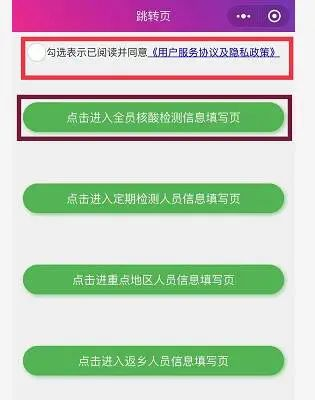 跳转页
勾选表示已阅读并同意《用户服务协议及隐私政策》
点击进入全员核酸检测信息填写页
点击进入定期检测人员信息填写页
点击进重点地区人员信息填写页
点击进入返乡人员信息填写页